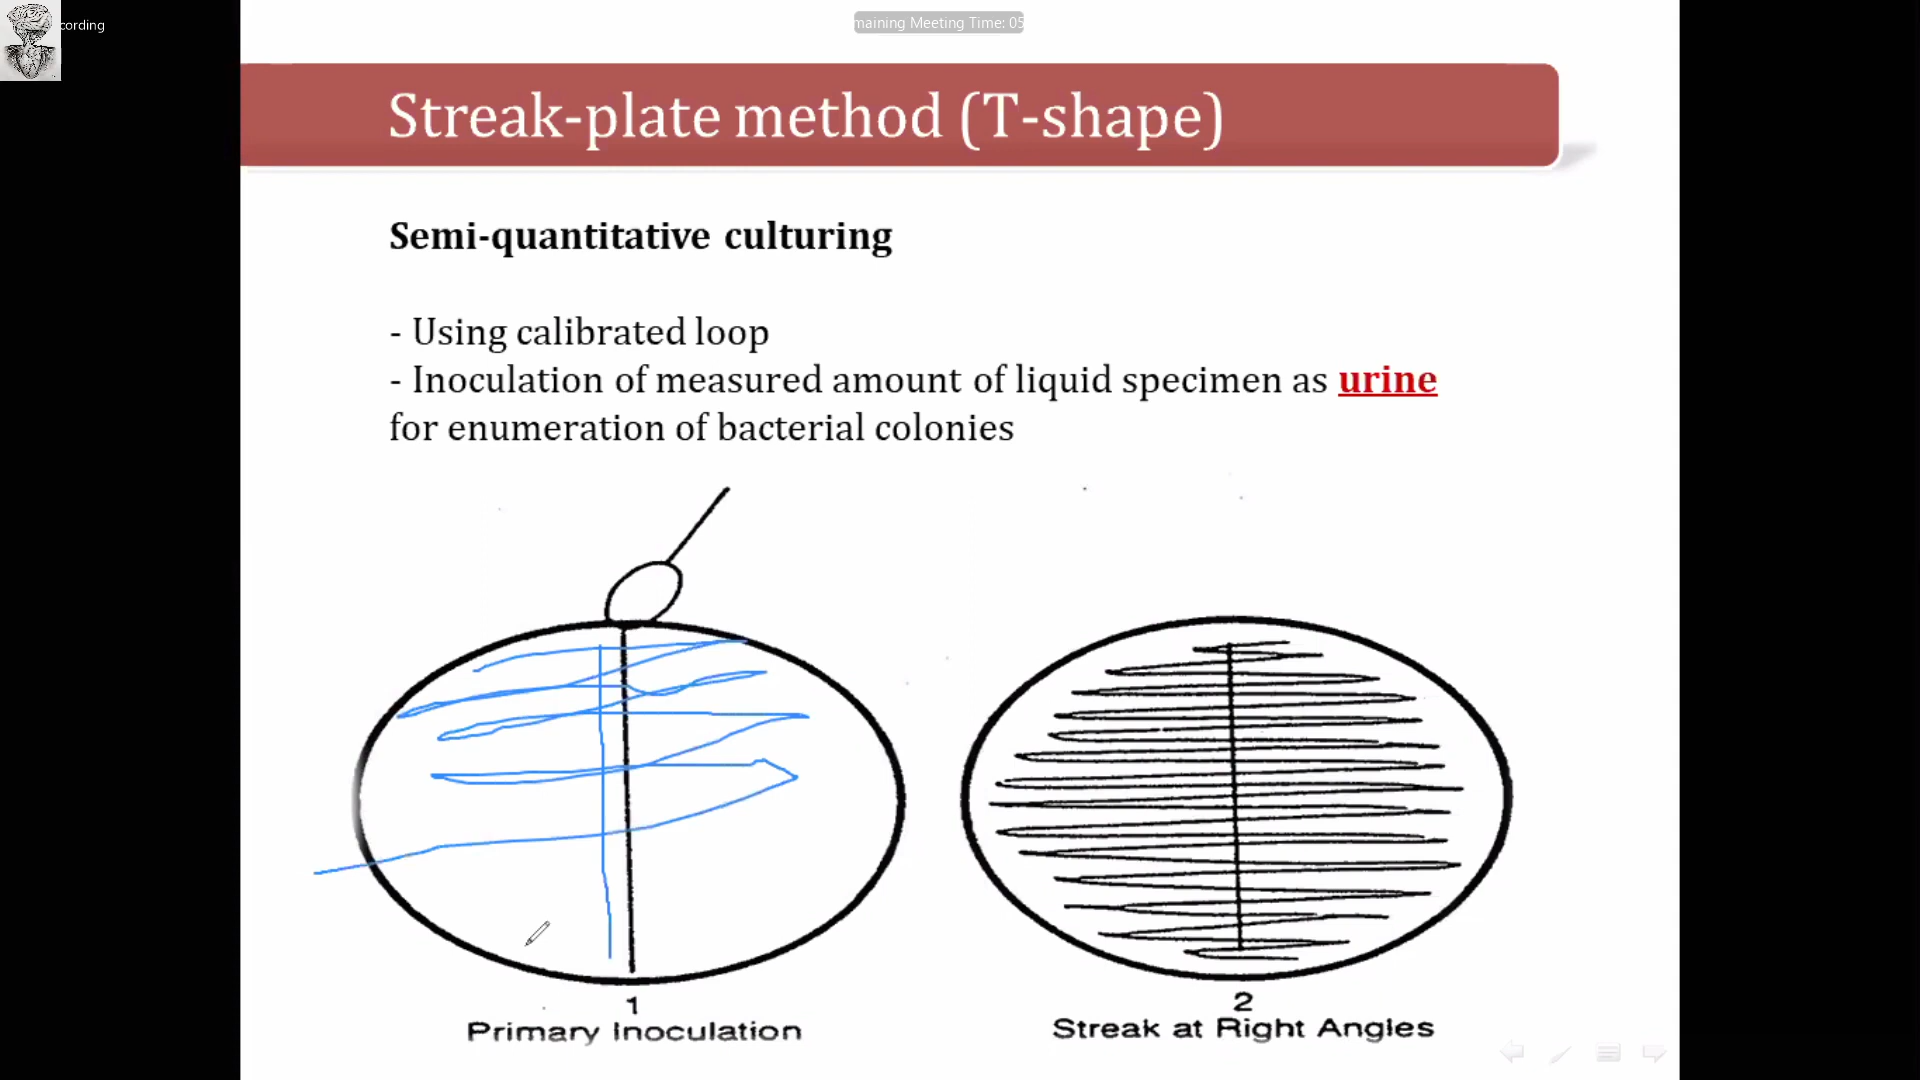 cording
maining Meeting Time: 05
Streak-plate method (T-shape)
Semi-quantitative culturing
- Using calibrated loop
- Inoculation of measured amount of liquid specimen as urine
for enumeration of bacterial colonies
1
Primary Inoculation
2
Streak at Right Angles